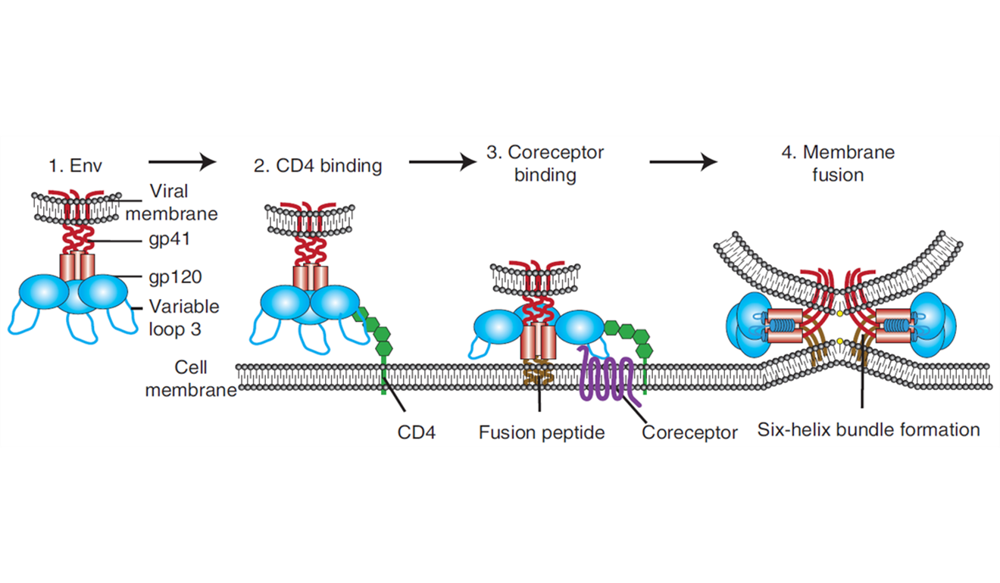 1. Env
2. CD4 binding
3. Coreceptor
binding
4. Membrane
fusion
Viral
membrane
gp41
gp120
Variable
loop 3
Cell
membrane
CD4
Fusion peptide
Coreceptor
Six-helix bundle formation